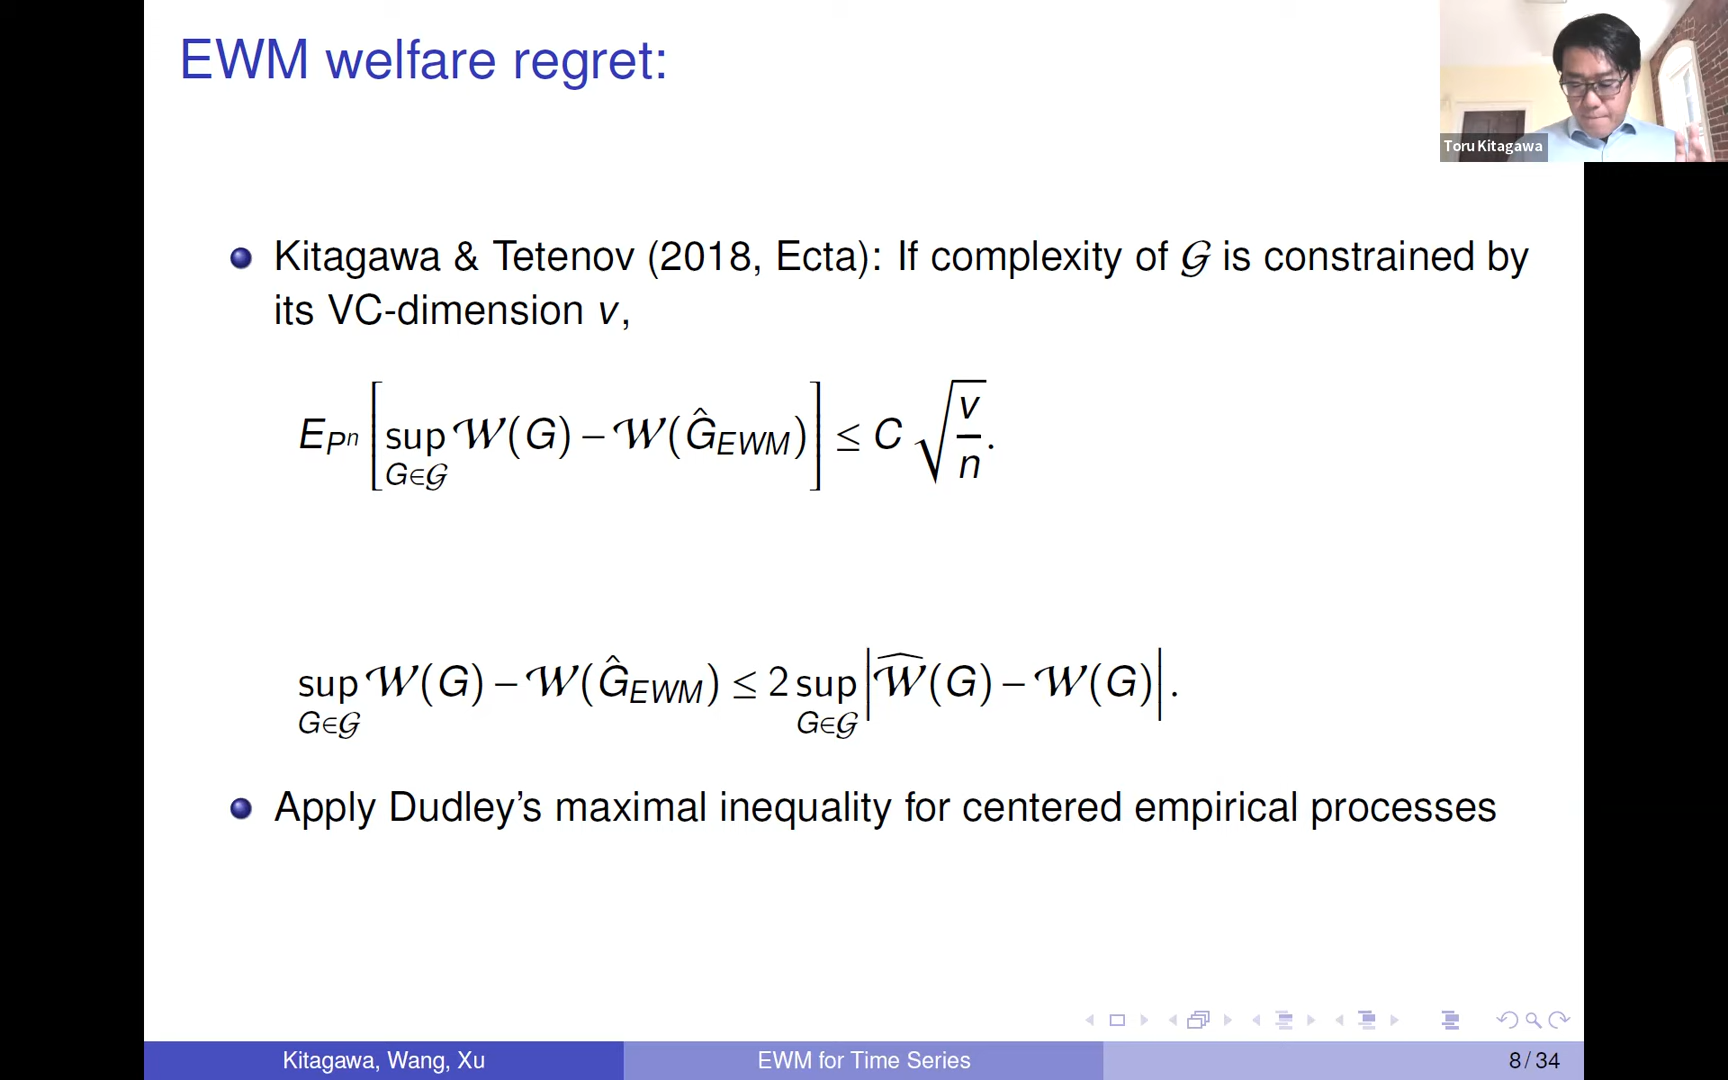 EWM welfare regret:
Toru Kitagawa
Kitagawa & Tetenov (2018, Ecta): If complexity of 𝒢 is constrained by
its VC-dimension v,
E_{Pⁿ} [ sup_{G∈𝒢} 𝒲(G) − 𝒲(Ĝ_{EWM}) ] ≤ C √(v/n).
sup_{G∈𝒢} 𝒲(G) − 𝒲(Ĝ_{EWM}) ≤ 2 sup_{G∈𝒢} | \widehat{𝒲}(G) − 𝒲(G) |.
Apply Dudley’s maximal inequality for centered empirical processes
Kitagawa, Wang, Xu
EWM for Time Series
8 / 34